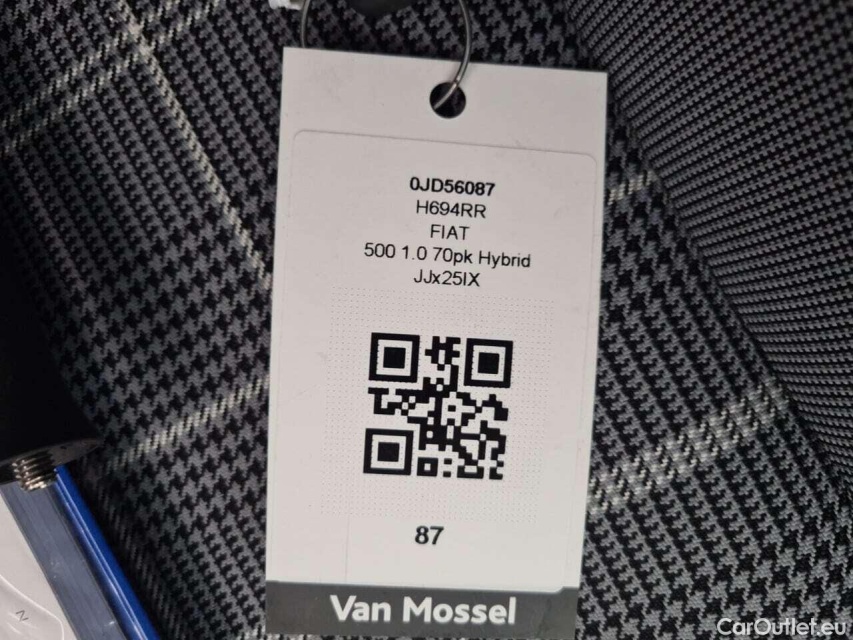 0JD56087
H694RR
FIAT
500 1.0 70pk Hybrid
JJx25IX
87
Van Mossel
CarOutlet.eu